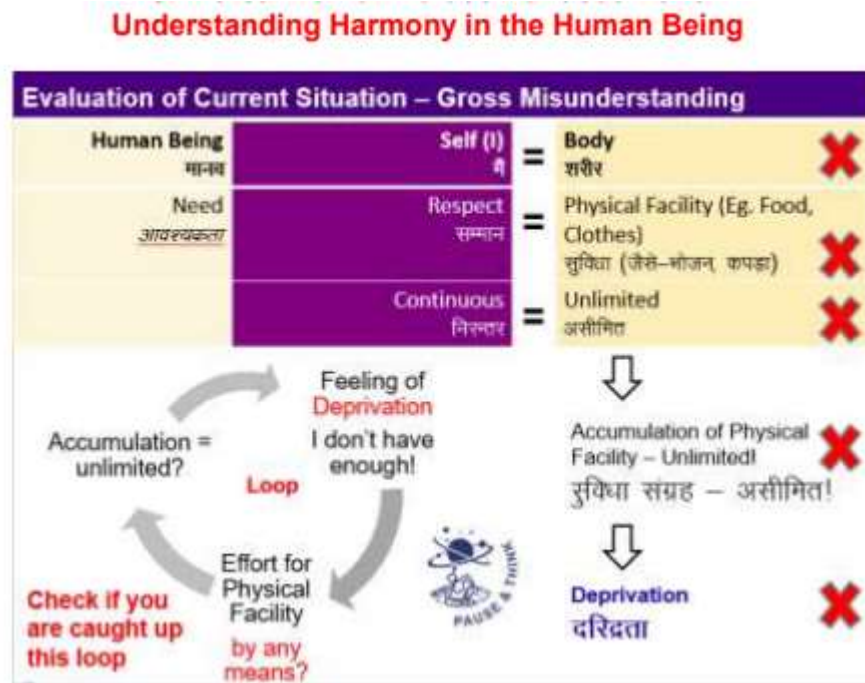 Understanding Harmony in the Human Being
Evaluation of Current Situation – Gross Misunderstanding
Human Being
मानव
Self (I)
मैं
=
Body
शरीर
Need
आवश्यकता
Respect
सम्मान
=
Physical Facility (Eg. Food,
Clothes)
सुविधा (जैसे–भोजन, कपड़ा)
Continuous
निरन्तर
=
Unlimited
असीमित
Feeling of
Deprivation
I don't have
enough!
Accumulation =
unlimited?
Loop
Effort for
Physical
Facility
by any
means?
Check if you
are caught up
this loop
PAUSE & THINK
Accumulation of Physical
Facility – Unlimited!
सुविधा संग्रह – असीमित!
Deprivation
दरिद्रता